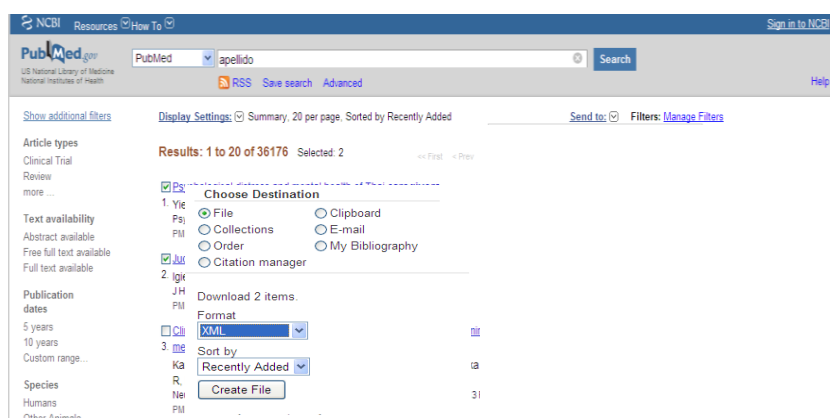 NCBI Resources How To Sign in to NCBI
PubMed.gov
US National Library of Medicine
National Institutes of Health
PubMed apellido Search
RSS Save search Advanced
Help
Show additional filters
Article types
Clinical Trial
Review
more ...
Text availability
Abstract available
Free full text available
Full text available
Publication
dates
5 years
10 years
Custom range...
Species
Humans
Other Animals
Display Settings: Summary, 20 per page, Sorted by Recently Added
Send to: Filters: Manage Filters
Results: 1 to 20 of 36176 Selected: 2
<< First < Prev
1.
2.
3.
Choose Destination
File Clipboard
Collections E-mail
Order My Bibliography
Citation manager
Download 2 items.
Format
XML
Sort by
Recently Added
Create File